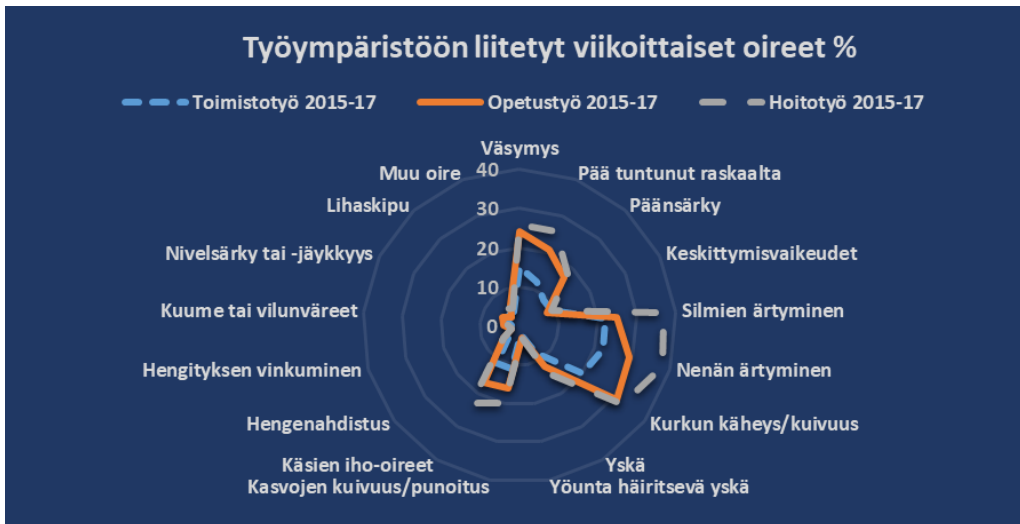 Työympäristöön liitetyt viikoittaiset oireet %
Toimistotyö 2015-17 Opetustyö 2015-17 Hoitotyö 2015-17
Väsymys
Pää tuntunut raskaalta
Päänsärky
Keskittymisvaikeudet
Silmien ärtyminen
Nenän ärtyminen
Kurkun käheys/kuivuus
Yskä
Yöunta häiritsevä yskä
Kasvojen kuivuus/punoitus
Käsien iho-oireet
Hengenahdistus
Hengityksen vinkuminen
Kuume tai vilunväreet
Nivelsärky tai -jäykkyys
Lihaskipu
Muu oire
40
30
20
10
0